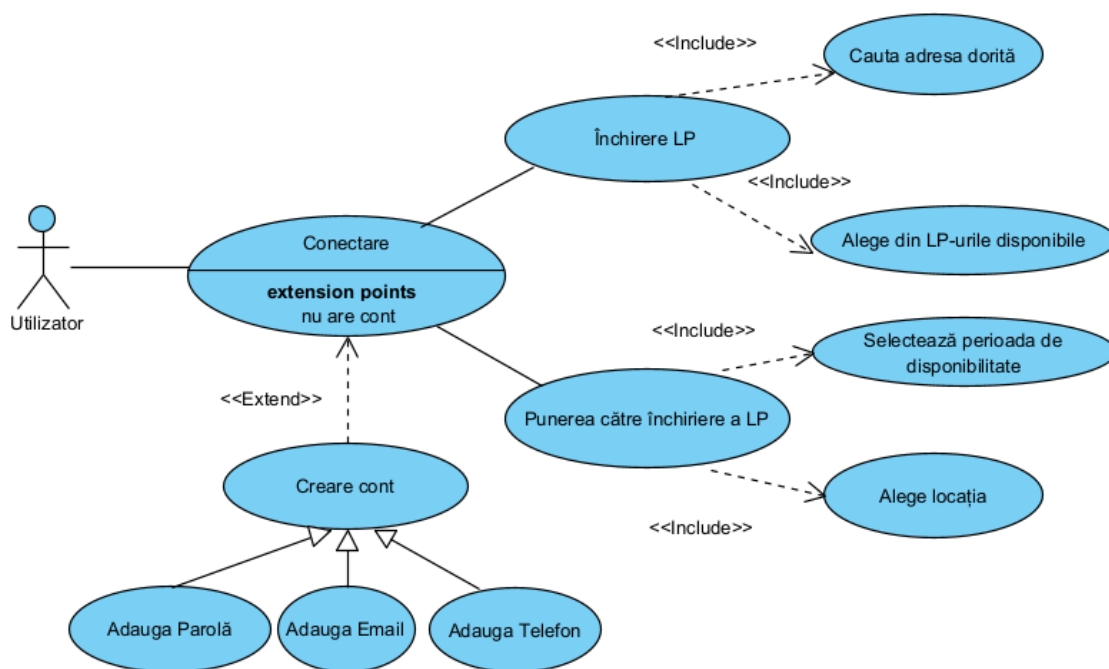 <<Include>>
Cauta adresa dorită
Închirere LP
<<Include>>
Alege din LP-urile disponibile
Conectare
extension points
nu are cont
Utilizator
<<Include>>
Selectează perioada de
disponibilitate
<<Extend>>
Punerea către închiriere a LP
Creare cont
Alege locația
<<Include>>
Adauga Parolă
Adauga Email
Adauga Telefon